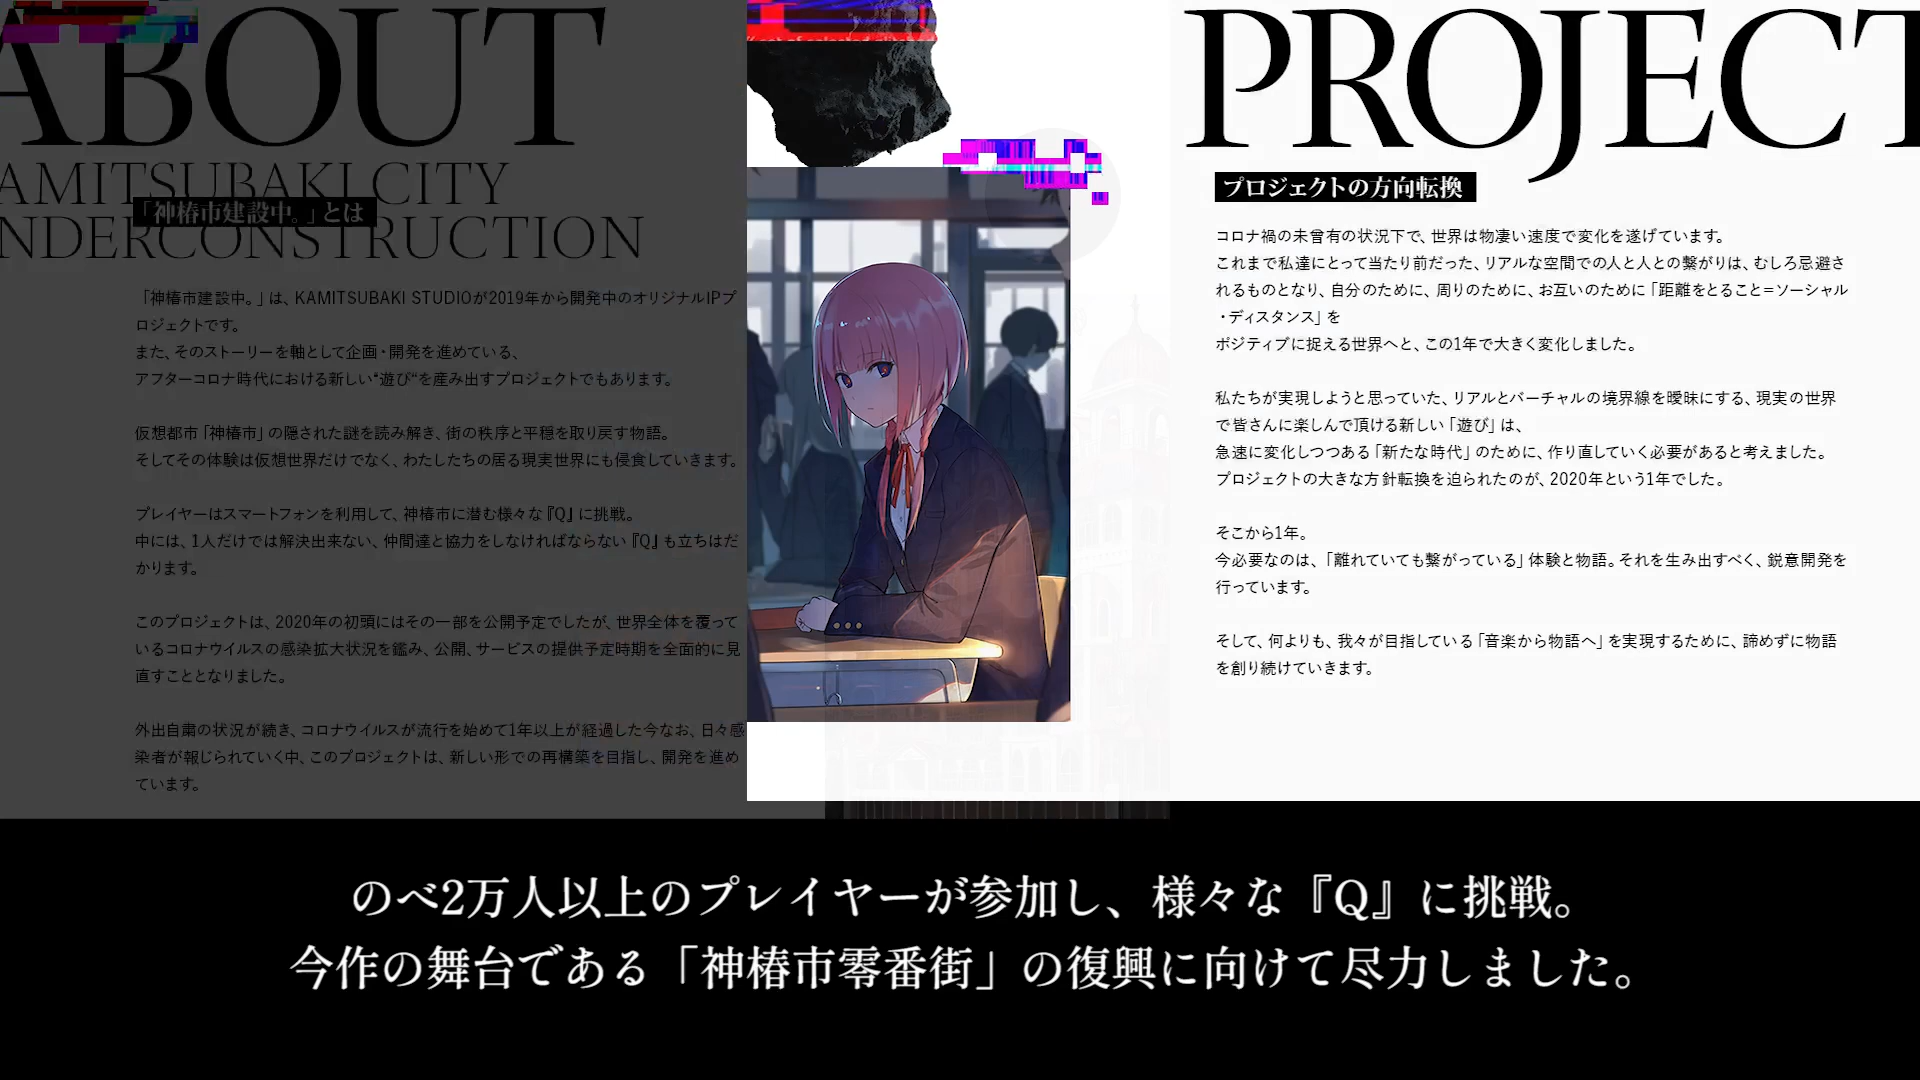 ABOUT
KAMITSUBAKI CITY
UNDERCONSTRUCTION
「神椿市建設中。」とは
「神椿市建設中。」は、KAMITSUBAKI STUDIOが2019年から開発中のオリジナルIPプ
ロジェクトです。
また、そのストーリーを軸として企画・開発を進めている、
アフターコロナ時代における新しい“遊び“を産み出すプロジェクトでもあります。
仮想都市「神椿市」の隠された謎を読み解き、街の秩序と平穏を取り戻す物語。
そしてその体験は仮想世界だけでなく、わたしたちの居る現実世界にも侵食していきます。
プレイヤーはスマートフォンを利用して、神椿市に潜む様々な『Q』に挑戦。
中には、1人だけでは解決出来ない、仲間達と協力をしなければならない『Q』も立ちはだ
かります。
このプロジェクトは、2020年の初頭にはその一部を公開予定でしたが、世界全体を覆って
いるコロナウイルスの感染拡大状況を鑑み、公開、サービスの提供予定時期を全面的に見
直すこととなりました。
外出自粛の状況が続き、コロナウイルスが流行を始めて1年以上が経過した今なお、日々感
染者が報じられていく中、このプロジェクトは、新しい形での再構築を目指し、開発を進め
ています。
PROJECT
プロジェクトの方向転換
コロナ禍の未曾有の状況下で、世界は物凄い速度で変化を遂げています。
これまで私達にとって当たり前だった、リアルな空間での人と人との繋がりは、むしろ忌避さ
れるものとなり、自分のために、周りのために、お互いのために「距離をとること=ソーシャル
・ディスタンス」を
ポジティブに捉える世界へと、この1年で大きく変化しました。
私たちが実現しようと思っていた、リアルとバーチャルの境界線を曖昧にする、現実の世界
で皆さんに楽しんで頂ける新しい「遊び」は、
急速に変化しつつある「新たな時代」のために、作り直していく必要があると考えました。
プロジェクトの大きな方針転換を迫られたのが、2020年という1年でした。
そこから1年。
今必要なのは、「離れていても繋がっている」体験と物語。それを生み出すべく、鋭意開発を
行っています。
そして、何よりも、我々が目指している「音楽から物語へ」を実現するために、諦めずに物語
を創り続けていきます。
のべ2万人以上のプレイヤーが参加し、様々な『Q』に挑戦。
今作の舞台である「神椿市零番街」の復興に向けて尽力しました。